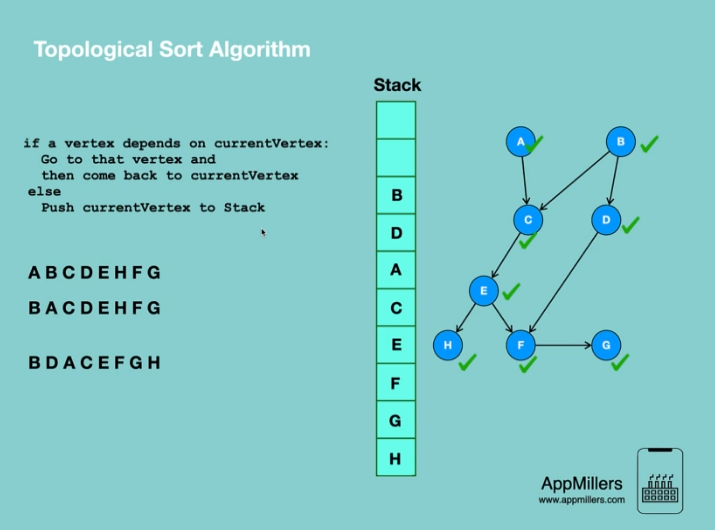 Topological Sort Algorithm
Stack
if a vertex depends on currentVertex:
Go to that vertex and
then come back to currentVertex
else
Push currentVertex to Stack
A B C D E H F G
B A C D E H F G
B D A C E F G H
B
D
A
C
E
F
G
H
A
B
C
D
E
H
F
G
AppMillers
www.appmillers.com